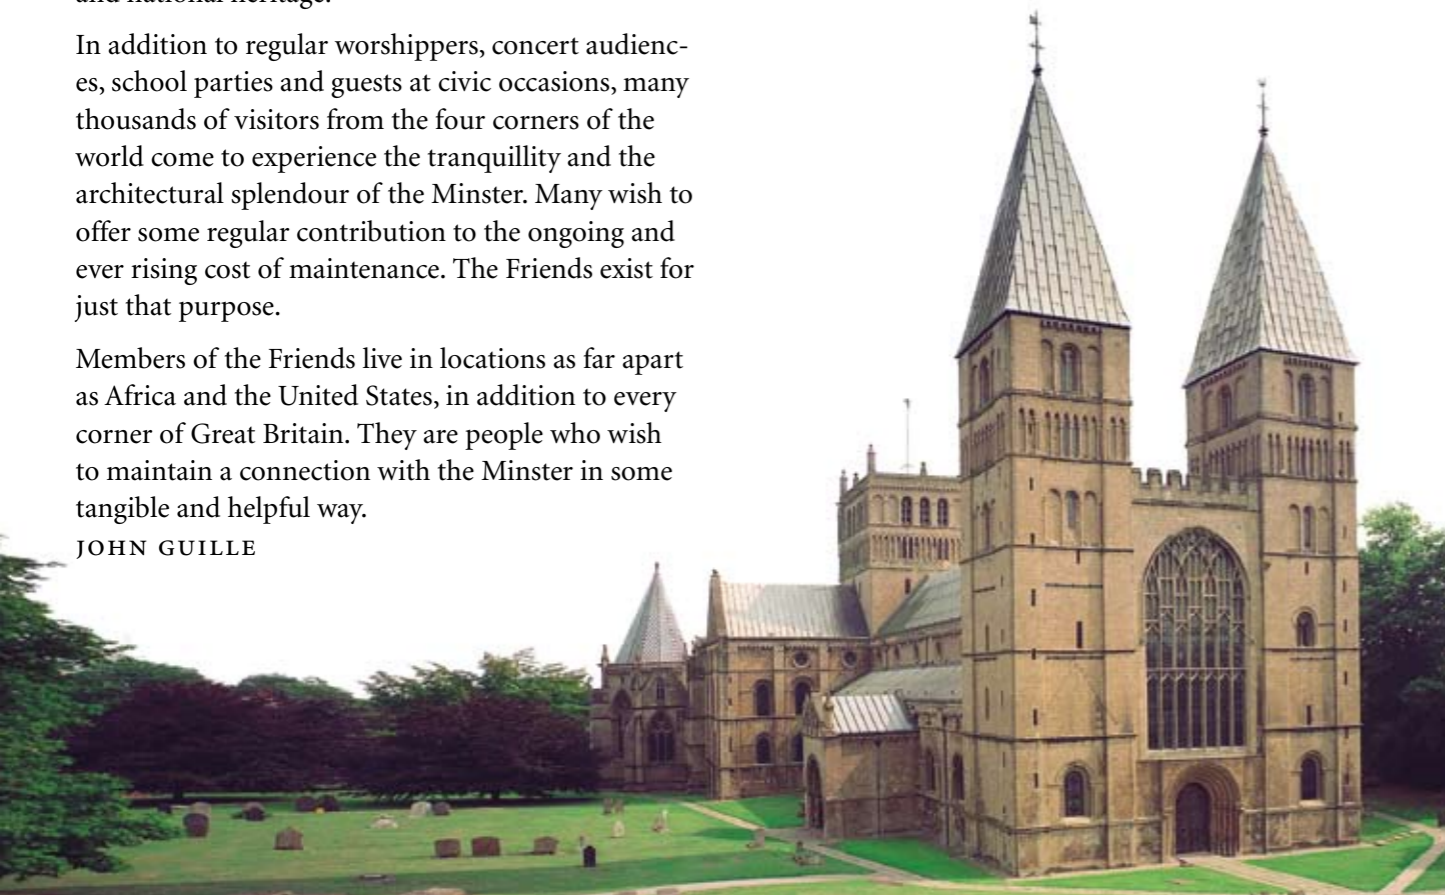 and national heritage.
In addition to regular worshippers, concert audienc-
es, school parties and guests at civic occasions, many
thousands of visitors from the four corners of the
world come to experience the tranquillity and the
architectural splendour of the Minster. Many wish to
offer some regular contribution to the ongoing and
ever rising cost of maintenance. The Friends exist for
just that purpose.
Members of the Friends live in locations as far apart
as Africa and the United States, in addition to every
corner of Great Britain. They are people who wish
to maintain a connection with the Minster in some
tangible and helpful way.
JOHN GUILLE